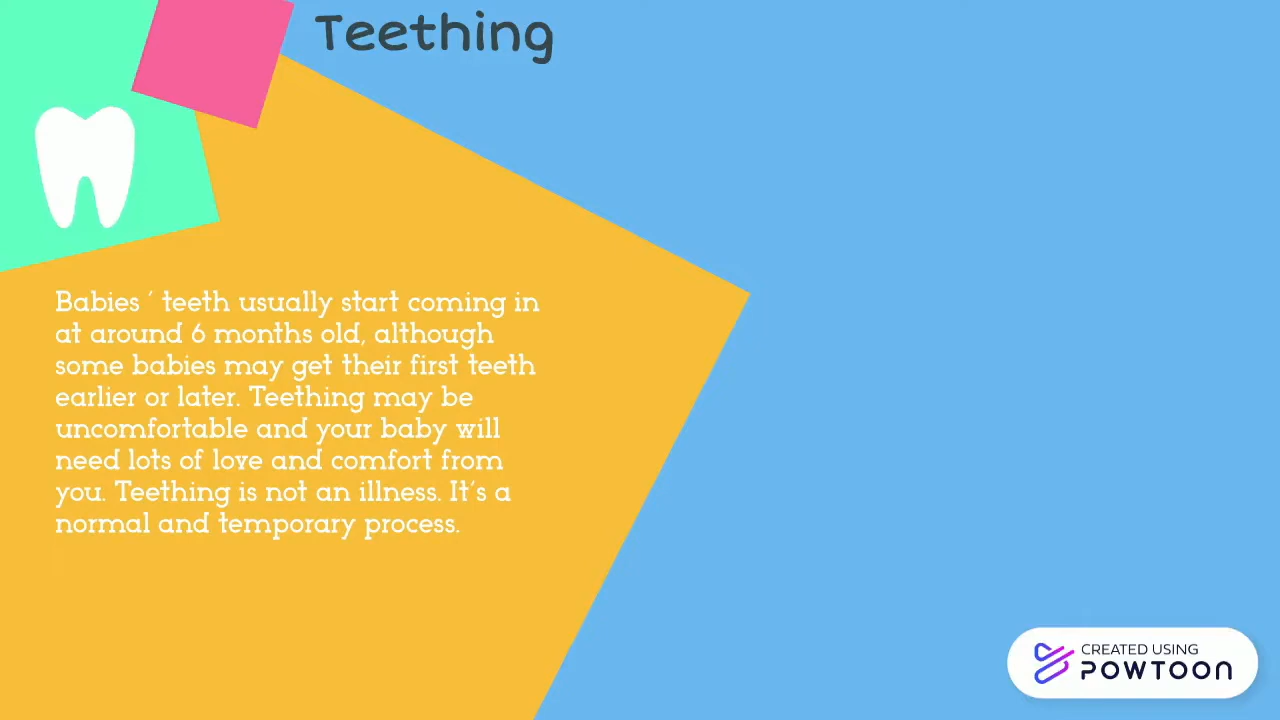 Teething
Babies ’ teeth usually start coming in
at around 6 months old, although
some babies may get their first teeth
earlier or later. Teething may be
uncomfortable and your baby will
need lots of love and comfort from
you. Teething is not an illness. It’s a
normal and temporary process.
CREATED USING
POWTOON